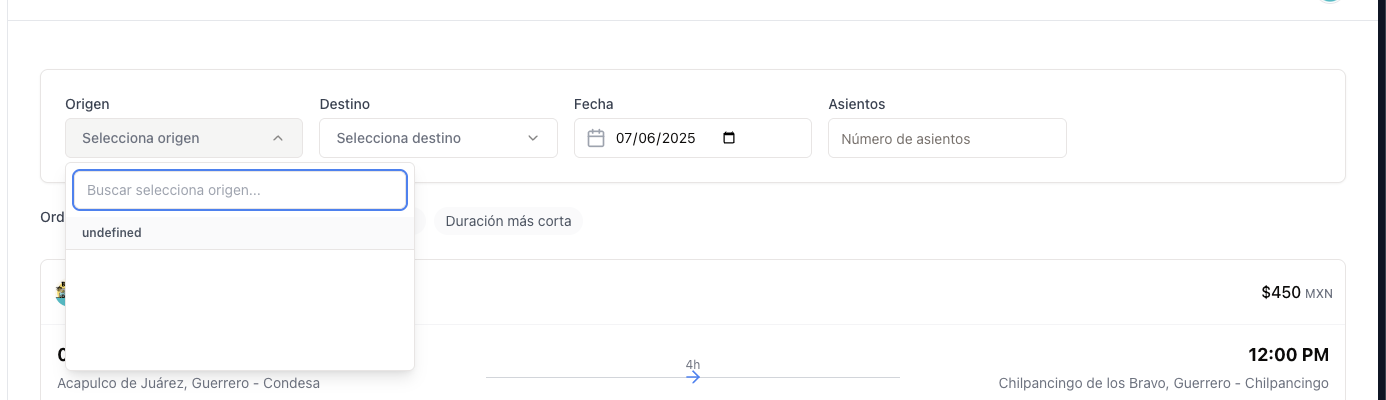 Origen
Destino
Fecha
Asientos
Selecciona origen
Selecciona destino
07/06/2025
Número de asientos
Buscar selecciona origen...
Ord
Duración más corta
undefined
$450 MXN
4h
12:00 PM
Acapulco de Juárez, Guerrero - Condesa
Chilpancingo de los Bravo, Guerrero - Chilpancingo